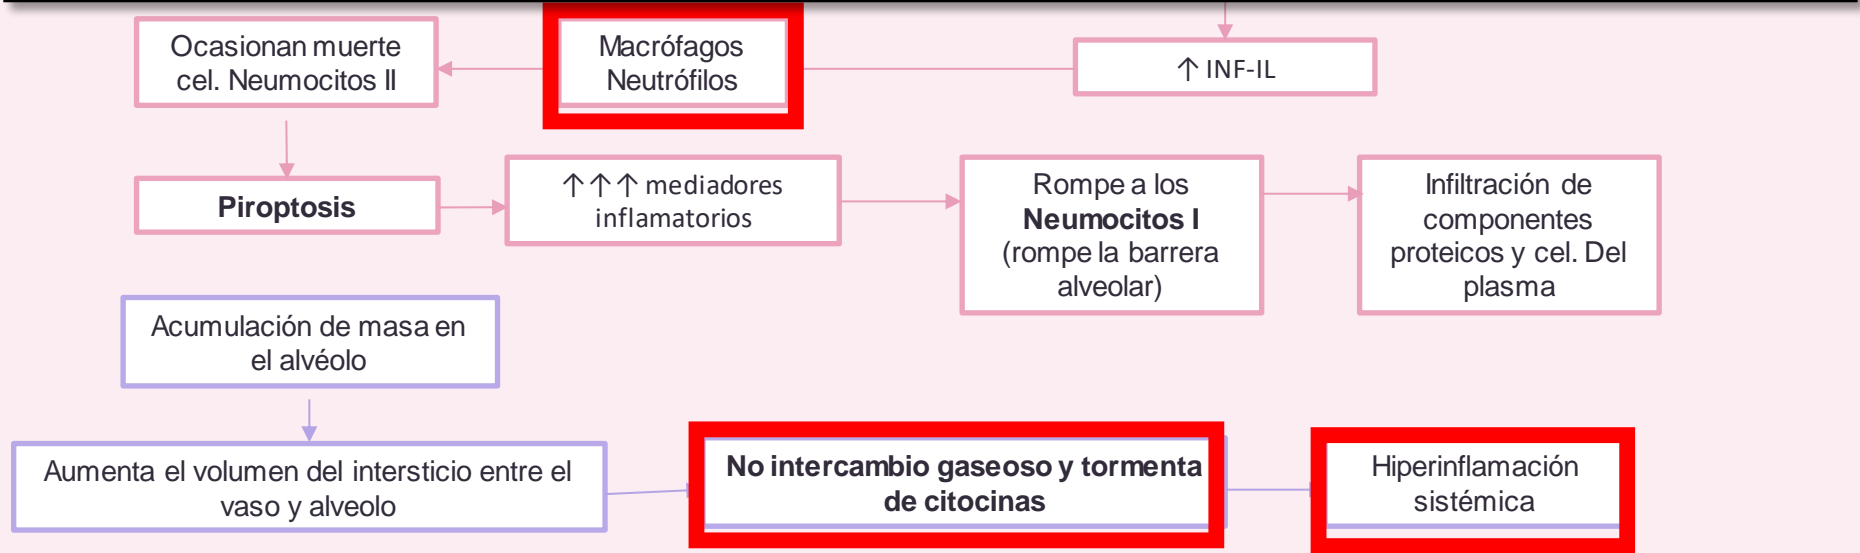 Ocasionan muerte
cel. Neumocitos II
Macrófagos
Neutrófilos
↑ INF-IL
Piroptosis
↑↑↑ mediadores
inflamatorios
Rompe a los
Neumocitos I
(rompe la barrera
alveolar)
Infiltración de
componentes
proteicos y cel. Del
plasma
Acumulación de masa en
el alvéolo
Aumenta el volumen del intersticio entre el
vaso y alveolo
No intercambio gaseoso y tormenta
de citocinas
Hiperinflamación
sistémica